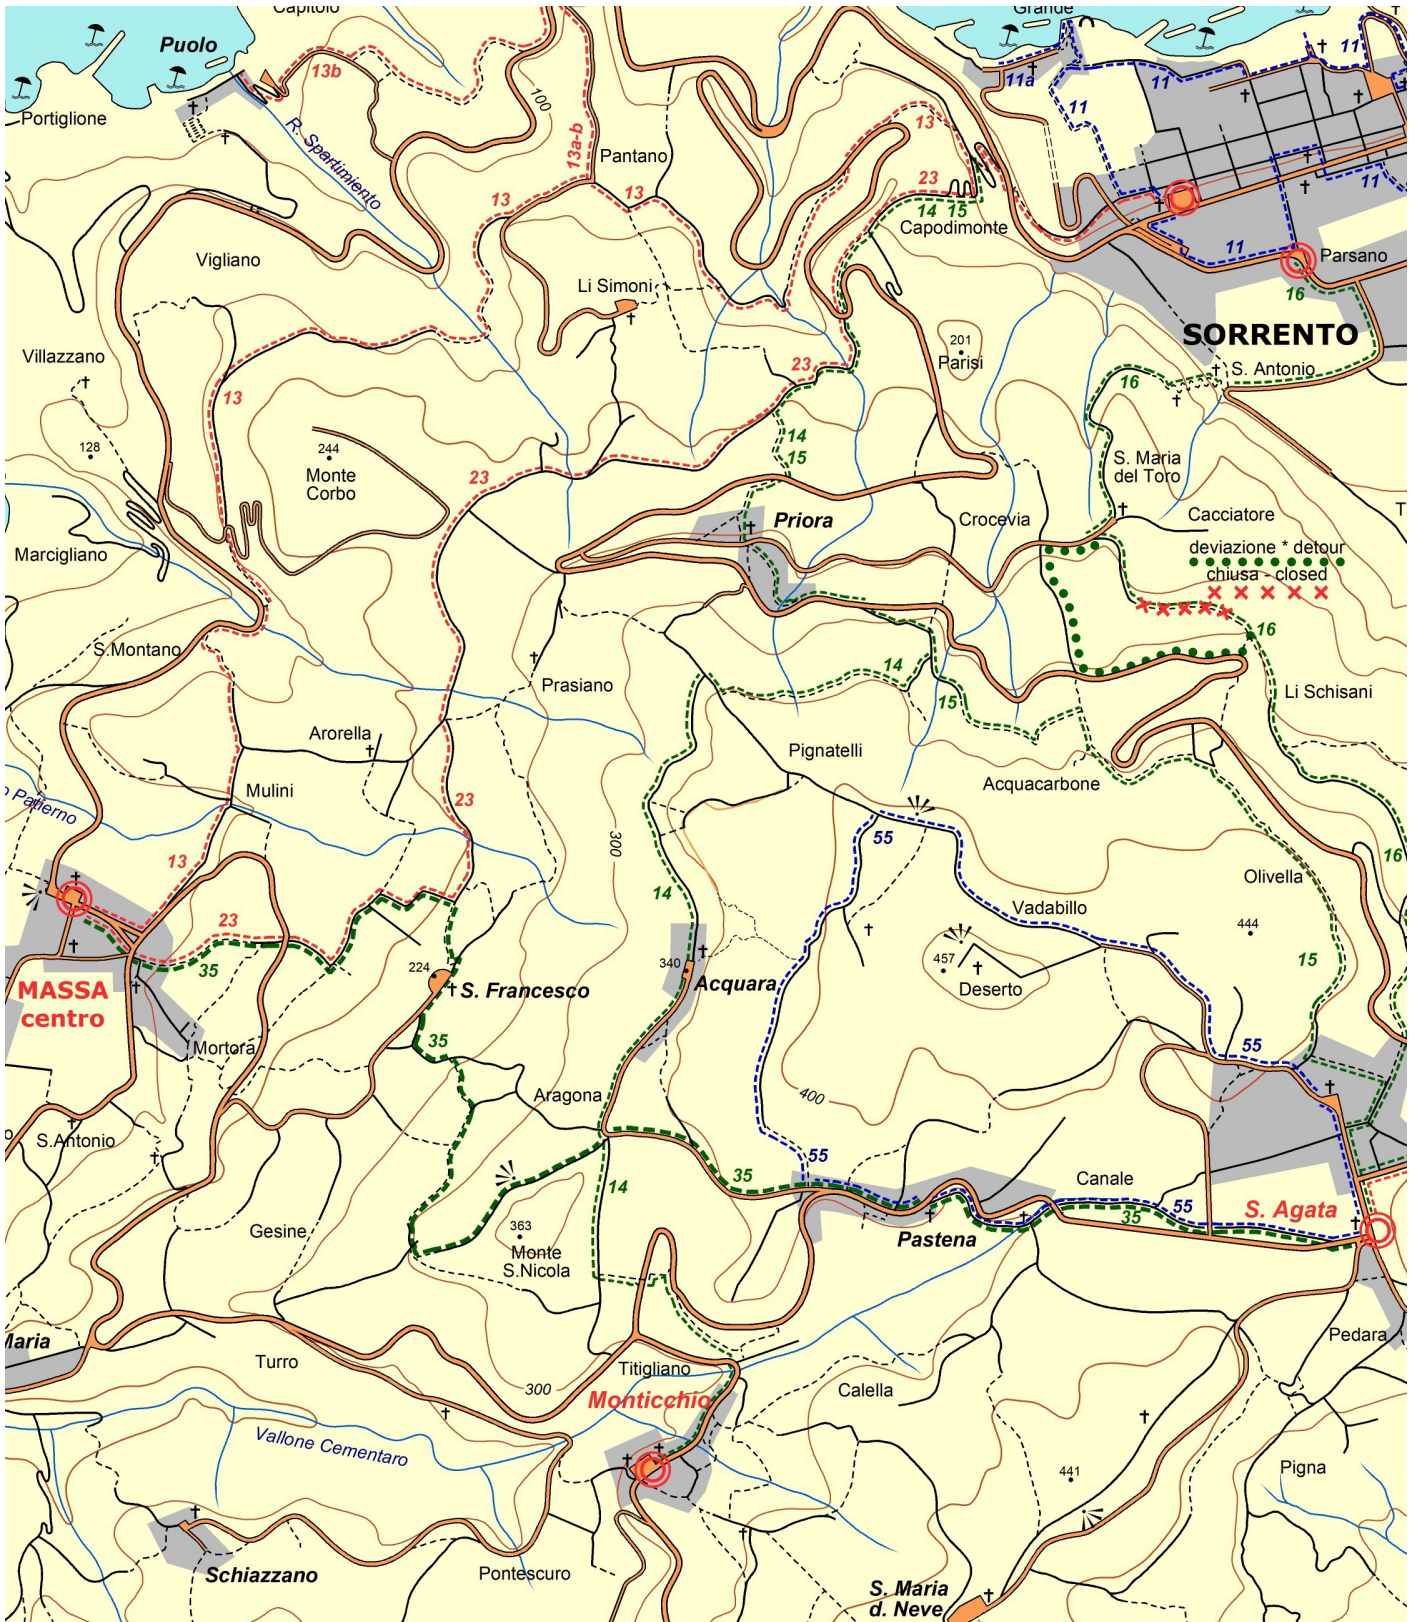 Capitolo
Grande
Puolo
13b
11
11
11a
11
100
Portiglione
R. Spartimiento
13a-b
Pantano
13
11
13
13
23
14 15
Capodimonte
11
Vigliano
Parsano
Li Simoni
16
SORRENTO
201
Parisi
Villazzano
23
S. Antonio
16
13
128
244
Monte
Corbo
14
15
S. Maria
del Toro
23
Priora
Crocevia
Cacciatore
Marcigliano
deviazione * detour
chiusa - closed
16
S.Montano
Prasiano
14
15
Li Schisani
14
Arorella
Pignatelli
Acquacarbone
Mulini
23
300
55
16
13
Olivella
14
Vadabillo
23
444
35
457
Deserto
15
MASSA
centro
224
S. Francesco
340
Acquara
35
Mortora
55
Aragona
400
S.Antonio
55
35
14
Canale
55
35
S. Agata
Gesine
363
Monte
S.Nicola
Pastena
Pedara
Turro
Titigliano
300
Monticchio
Calella
Vallone Cementaro
441
Pigna
Schiazzano
Pontescuro
S. Maria
d. Neve